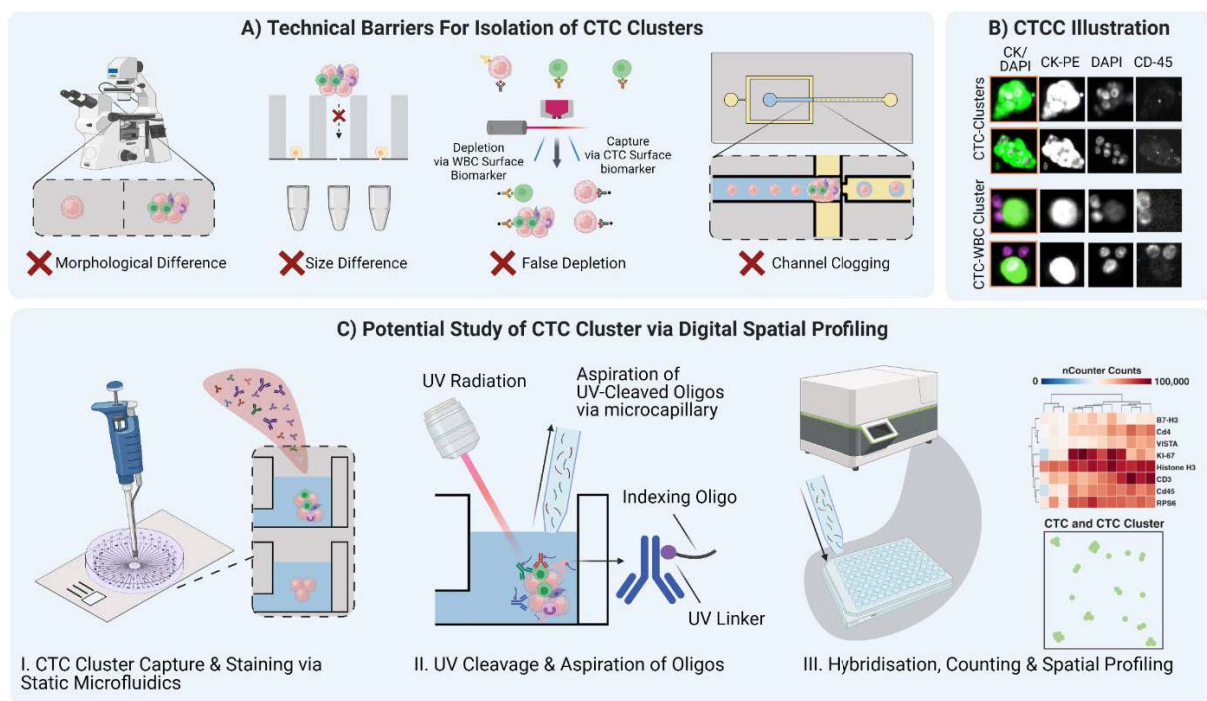 A) Technical Barriers For Isolation of CTC Clusters
Depletion
via WBC Surface
Biomarker
Capture
via CTC Surface
biomarker
Morphological Difference
Size Difference
False Depletion
Channel Clogging
B) CTCC Illustration
CK/
DAPI
CK-PE
DAPI
CD-45
CTC-Clusters
CTC-WBC Cluster
C) Potential Study of CTC Cluster via Digital Spatial Profiling
I. CTC Cluster Capture & Staining via
Static Microfluidics
UV Radiation
Aspiration of
UV-Cleaved Oligos
via microcapillary
Indexing Oligo
UV Linker
II. UV Cleavage & Aspiration of Oligos
nCounter Counts
0
100,000
B7-H3
Cd4
VISTA
KI-67
Histone H3
CD3
Cd45
RPS6
CTC and CTC Cluster
III. Hybridisation, Counting & Spatial Profiling